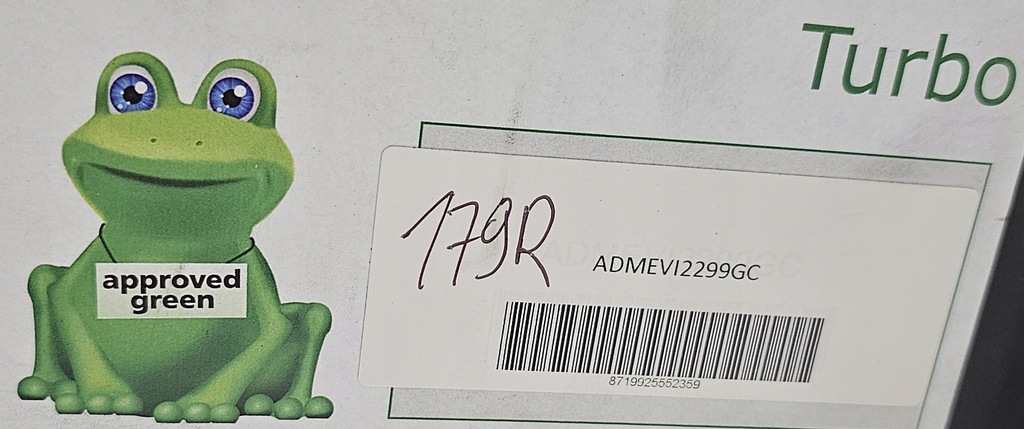 Turbo
approved
green
179R
ADMEVI2299GC
8719925552359